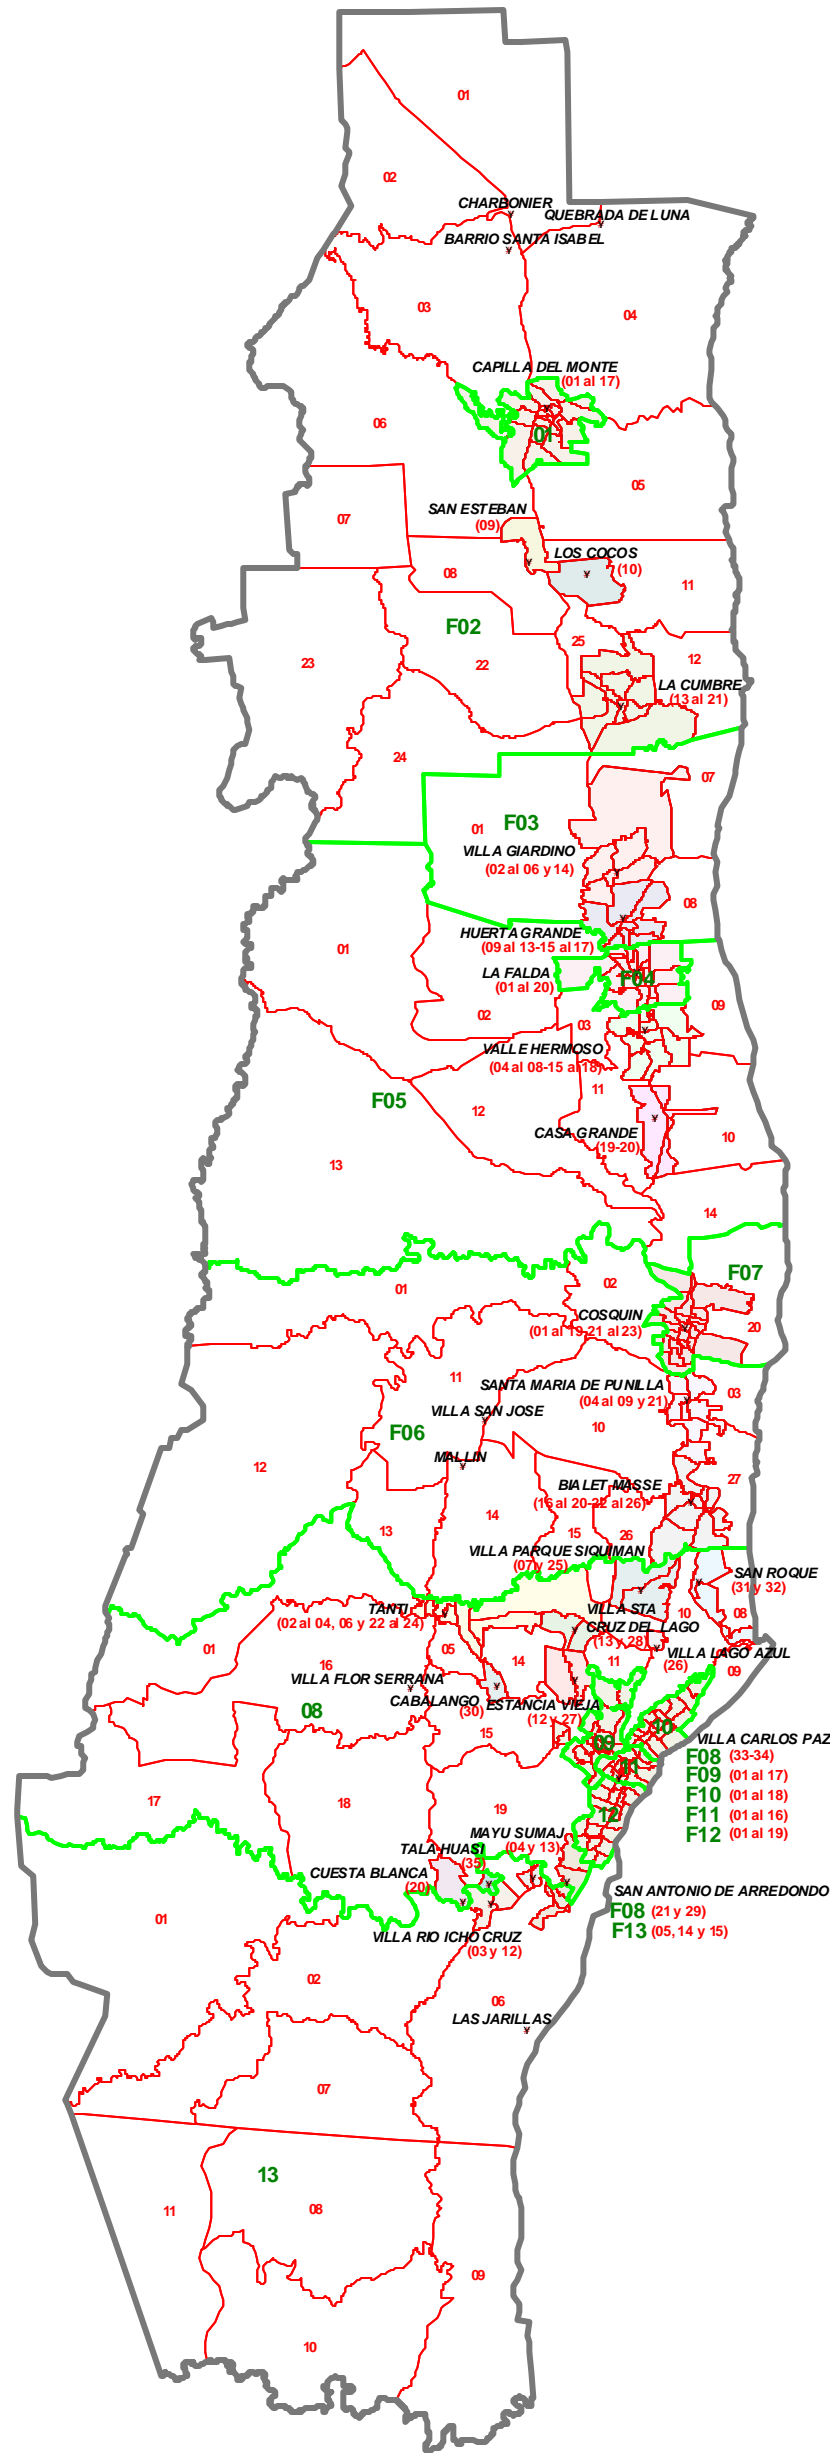 01
02
CHARBONIER
QUEBRADA DE LUNA
BARRIO SANTA ISABEL
03
04
CAPILLA DEL MONTE
(01 al 17)
06
01
05
07
SAN ESTEBAN
(09)
LOS COCOS
(10)
08
11
F02
25
23
22
12
LA CUMBRE
(13 al 21)
24
07
01
F03
VILLA GIARDINO
(02 al 06 y 14)
08
HUERTA GRANDE
(09 al 13-15 al 17)
01
LA FALDA
(01 al 20)
F04
09
02
03
VALLE HERMOSO
(04 al 08-15 al 18)
11
F05
12
CASA GRANDE
(19-20)
10
13
14
01
02
F07
COSQUIN
(01 al 19-21 al 23)
20
11
SANTA MARIA DE PUNILLA
(04 al 09 y 21)
03
VILLA SAN JOSE
10
F06
MALLIN
12
27
BIALET MASSE
(16 al 20-22 al 26)
14
13
15
26
VILLA PARQUE SIQUIMAN
(07 y 25)
SAN ROQUE
(31 y 32)
TANTI
(02 al 04, 06 y 22 al 24)
VILLA STA
CRUZ DEL LAGO
(13 y 28)
10
08
01
05
VILLA LAGO AZUL
(26)
16
14
11
09
VILLA FLOR SERRANA
CABALANGO
(30)
ESTANCIA VIEJA
(12 y 27)
08
15
09
10
VILLA CARLOS PAZ
F08 (33-34)
F09 (01 al 17)
F10 (01 al 18)
F11 (01 al 16)
F12 (01 al 19)
11
17
18
19
12
MAYU SUMAJ
(04 y 13)
TALA HUASI
(35)
CUESTA BLANCA
(20)
SAN ANTONIO DE ARREDONDO
F08 (21 y 29)
F13 (05, 14 y 15)
01
VILLA RIO ICHO CRUZ
(03 y 12)
02
06
LAS JARILLAS
07
13
11
08
09
10